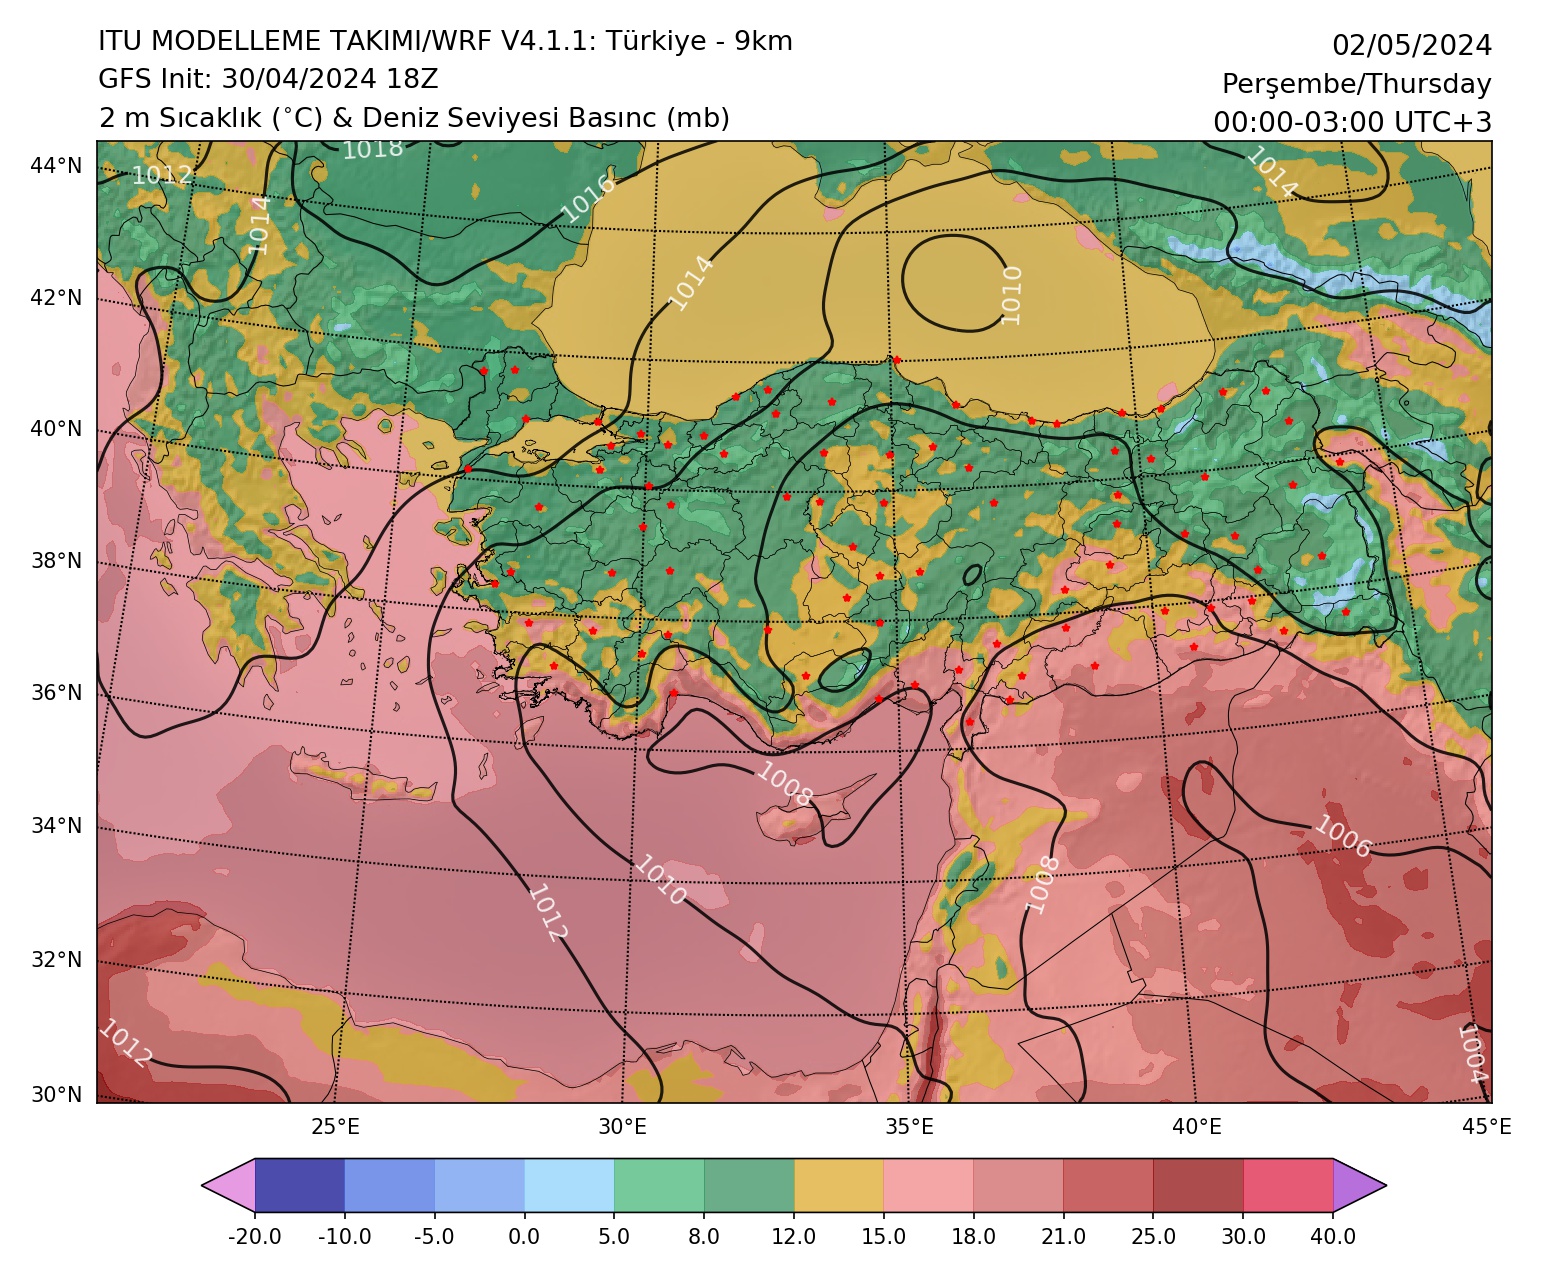 ITU MODELLEME TAKIMI/WRF V4.1.1: Türkiye - 9km
GFS Init: 30/04/2024 18Z
2 m Sıcaklık (°C) & Deniz Seviyesi Basınc (mb)
02/05/2024
Perşembe/Thursday
00:00-03:00 UTC+3
44°N
42°N
40°N
38°N
36°N
34°N
32°N
30°N
1018
1012
1014
1016
1014
1014
1010
1008
1006
1010
1012
1008
1012
1004
25°E
30°E
35°E
40°E
45°E
-20.0
-10.0
-5.0
0.0
5.0
8.0
12.0
15.0
18.0
21.0
25.0
30.0
40.0